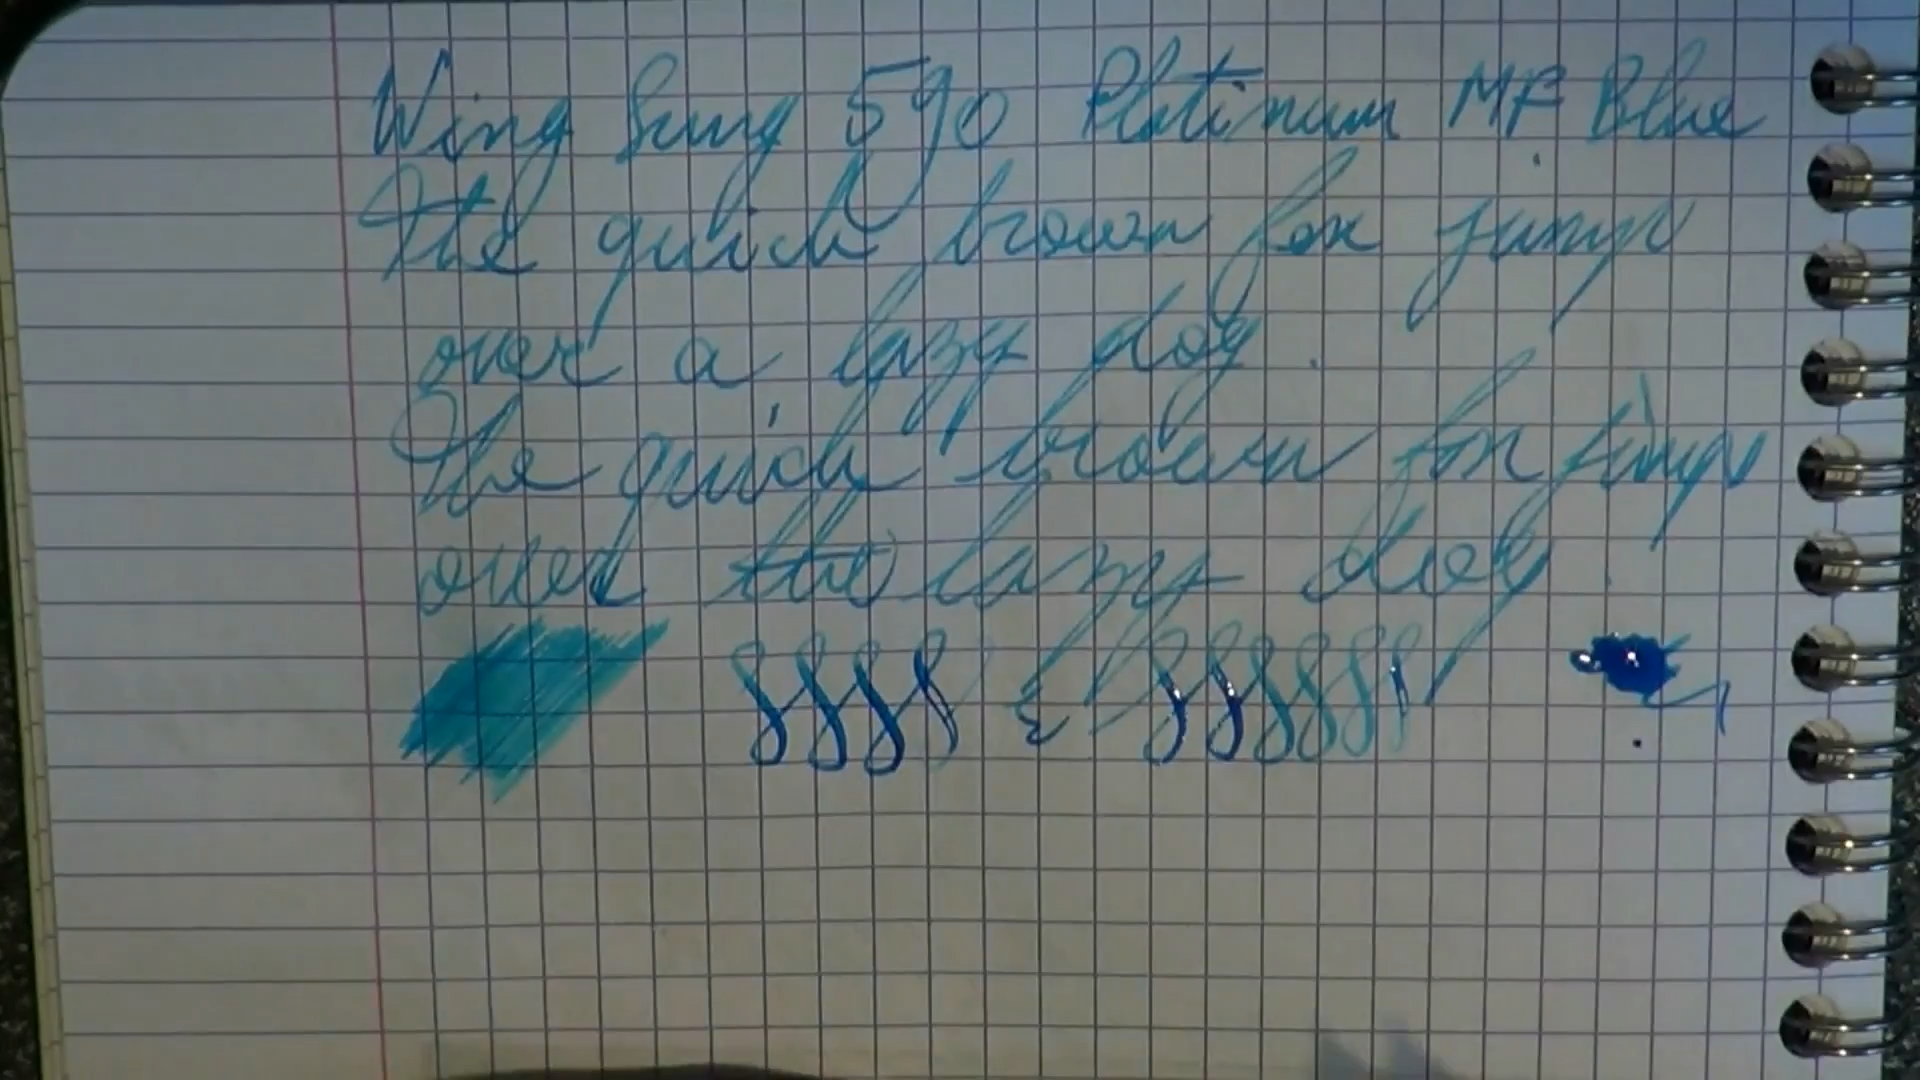 Wing Sung 590 Platinum MF Blue
The quick brown fox jumps
over a lazy dog.
The quick brown fox jumps
over the lazy dog.